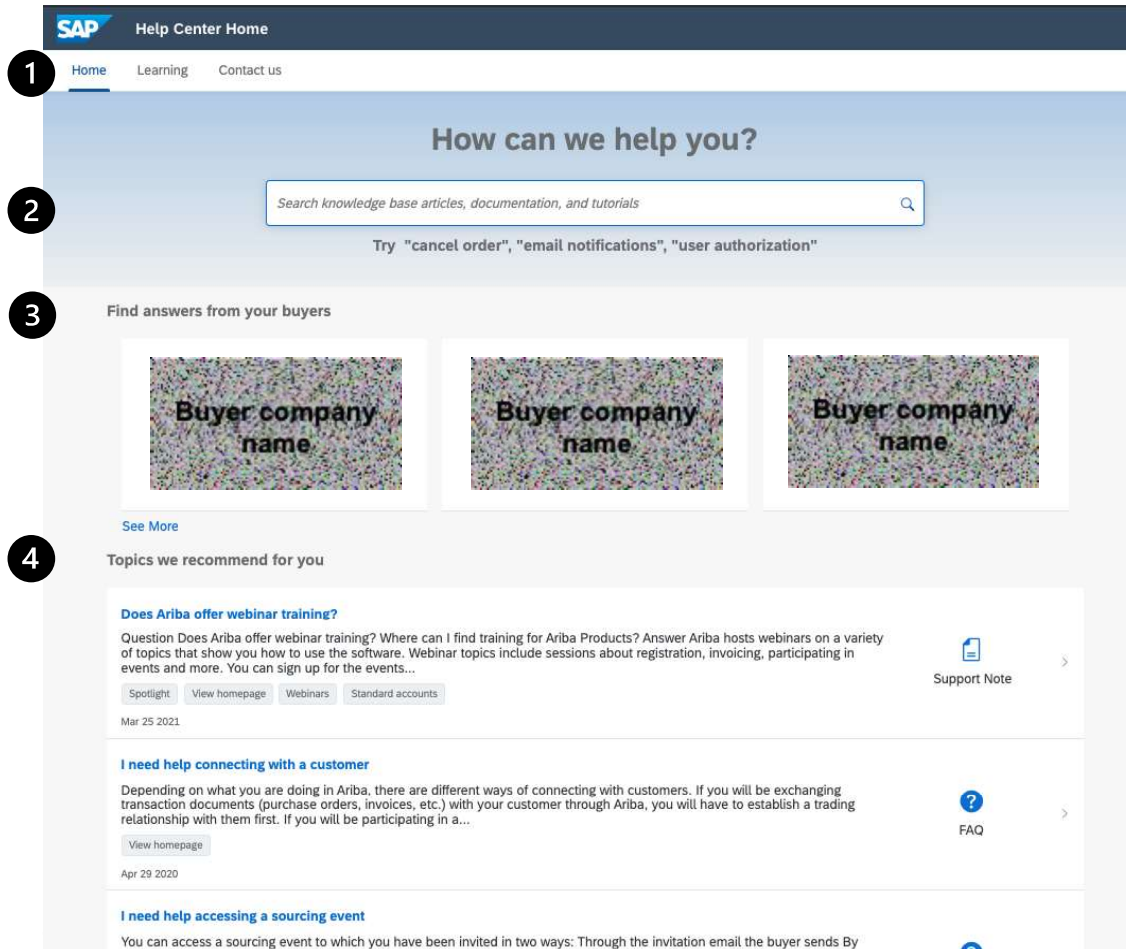 SAP Help Center Home
1 Home Learning Contact us
How can we help you?
2 Search knowledge base articles, documentation, and tutorials
Try "cancel order", "email notifications", "user authorization"
3 Find answers from your buyers
Buyer company name
Buyer company name
Buyer company name
See More
4 Topics we recommend for you
Does Ariba offer webinar training?
Question Does Ariba offer webinar training? Where can I find training for Ariba Products? Answer Ariba hosts webinars on a variety
of topics that show you how to use the software. Webinar topics include sessions about registration, invoicing, participating in
events and more. You can sign up for the events...
Support Note
Spotlight View homepage Webinars Standard accounts
Mar 25 2021
I need help connecting with a customer
Depending on what you are doing in Ariba, there are different ways of connecting with customers. If you will be exchanging
transaction documents (purchase orders, invoices, etc.) with your customer through Ariba, you will have to establish a trading
relationship with them first. If you will be participating in a...
FAQ
View homepage
Apr 29 2020
I need help accessing a sourcing event
You can access a sourcing event to which you have been invited in two ways: Through the invitation email the buyer sends By